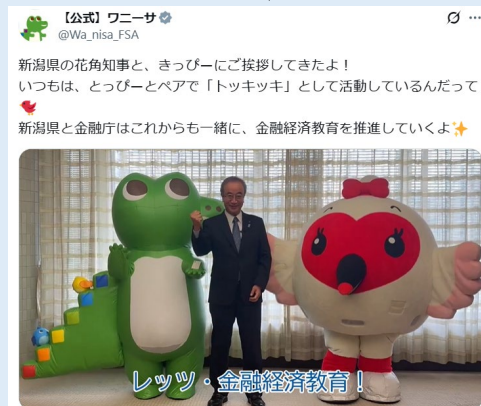 【公式】ワニーサ
@Wa_nisa_FSA
新潟県の花角知事と、きっぴーにご挨拶してきたよ！
いつもは、とっぴーとペアで「トッキッキ」として活動しているんだって
新潟県と金融庁はこれからも一緒に、金融経済教育を推進していくよ✨
レッツ・金融経済教育！